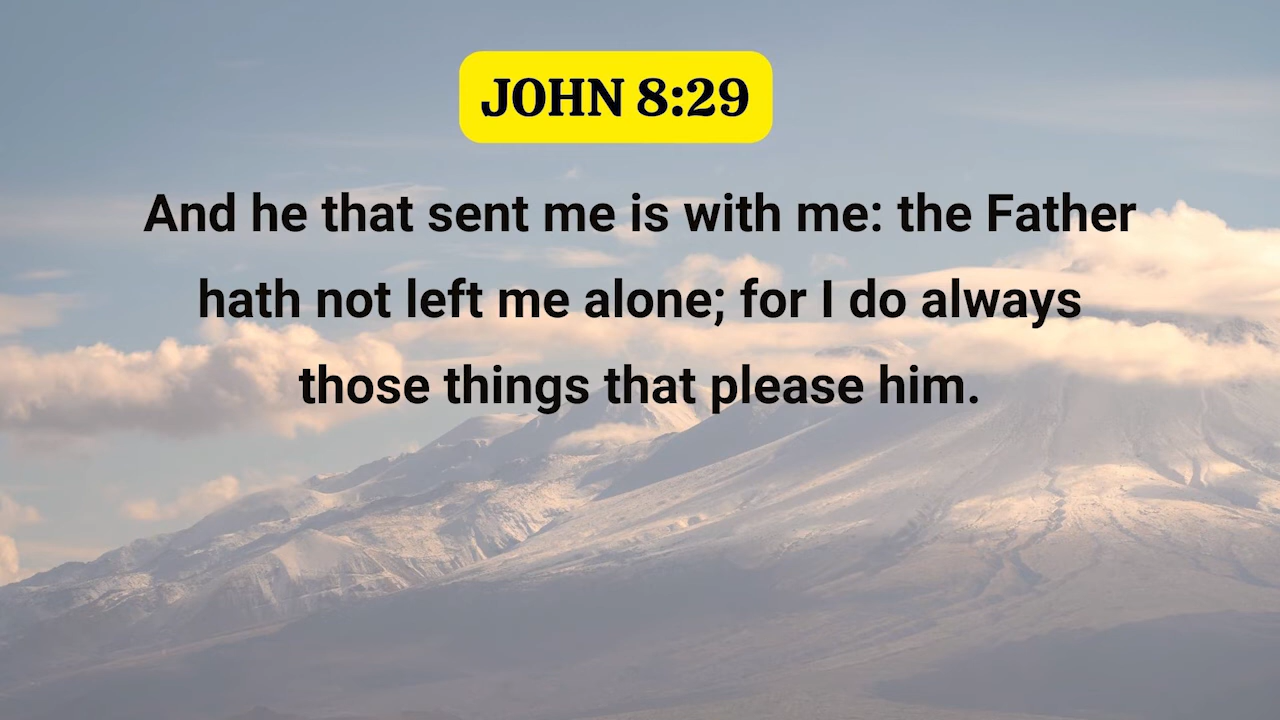 JOHN 8:29
And he that sent me is with me: the Father
hath not left me alone; for I do always
those things that please him.